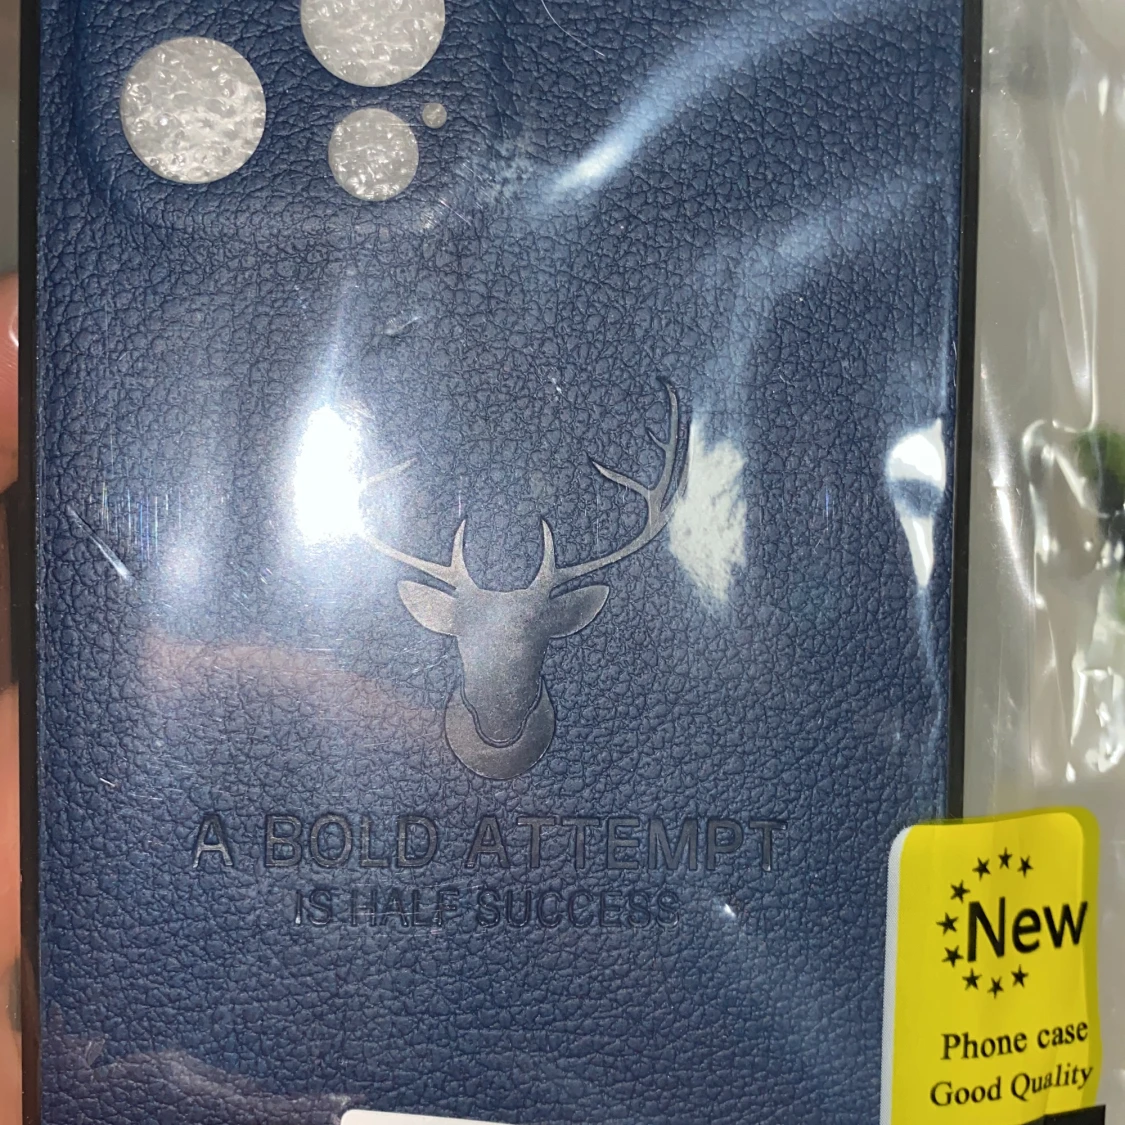 A BOLD ATTEMPT
IS HALF SUCCESS
New
Phone case
Good Quality